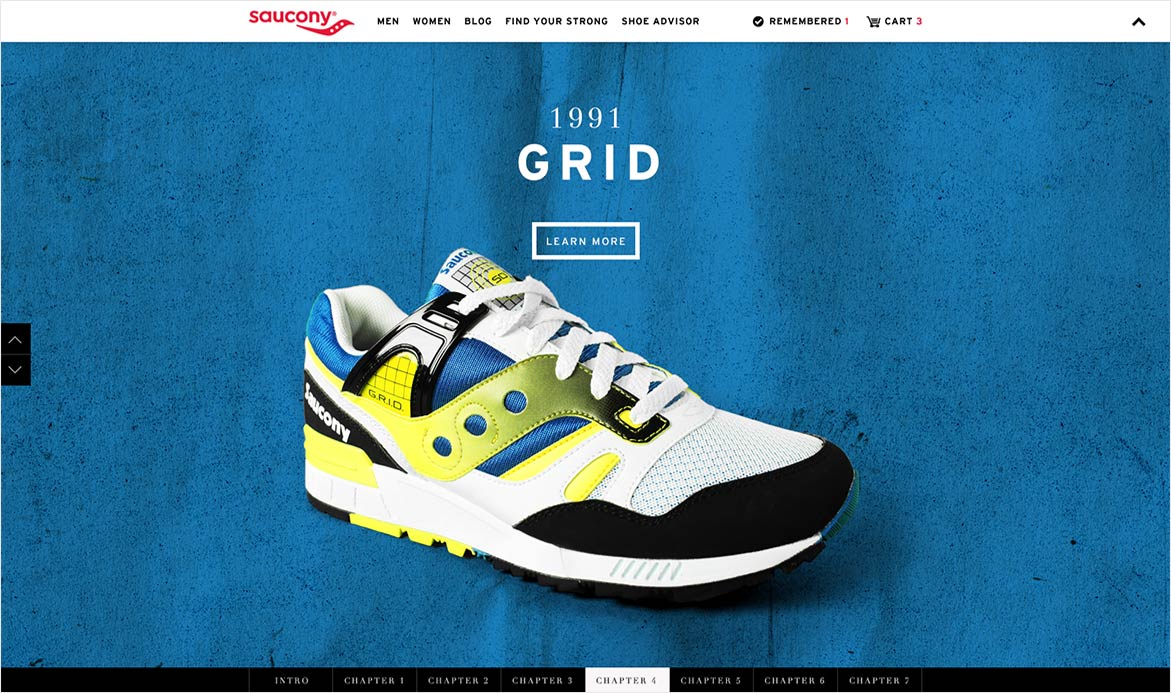 saucony®
MEN WOMEN BLOG FIND YOUR STRONG SHOE ADVISOR
REMEMBERED 1 CART 3
1991
GRID
LEARN MORE
sauco
G.R.I.D.
saucony
INTRO CHAPTER 1 CHAPTER 2 CHAPTER 3 CHAPTER 4 CHAPTER 5 CHAPTER 6 CHAPTER 7